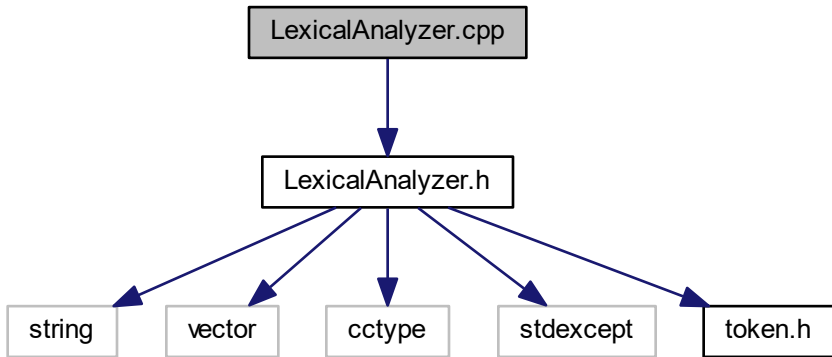 LexicalAnalyzer.cpp
LexicalAnalyzer.h
string
vector
cctype
stdexcept
token.h